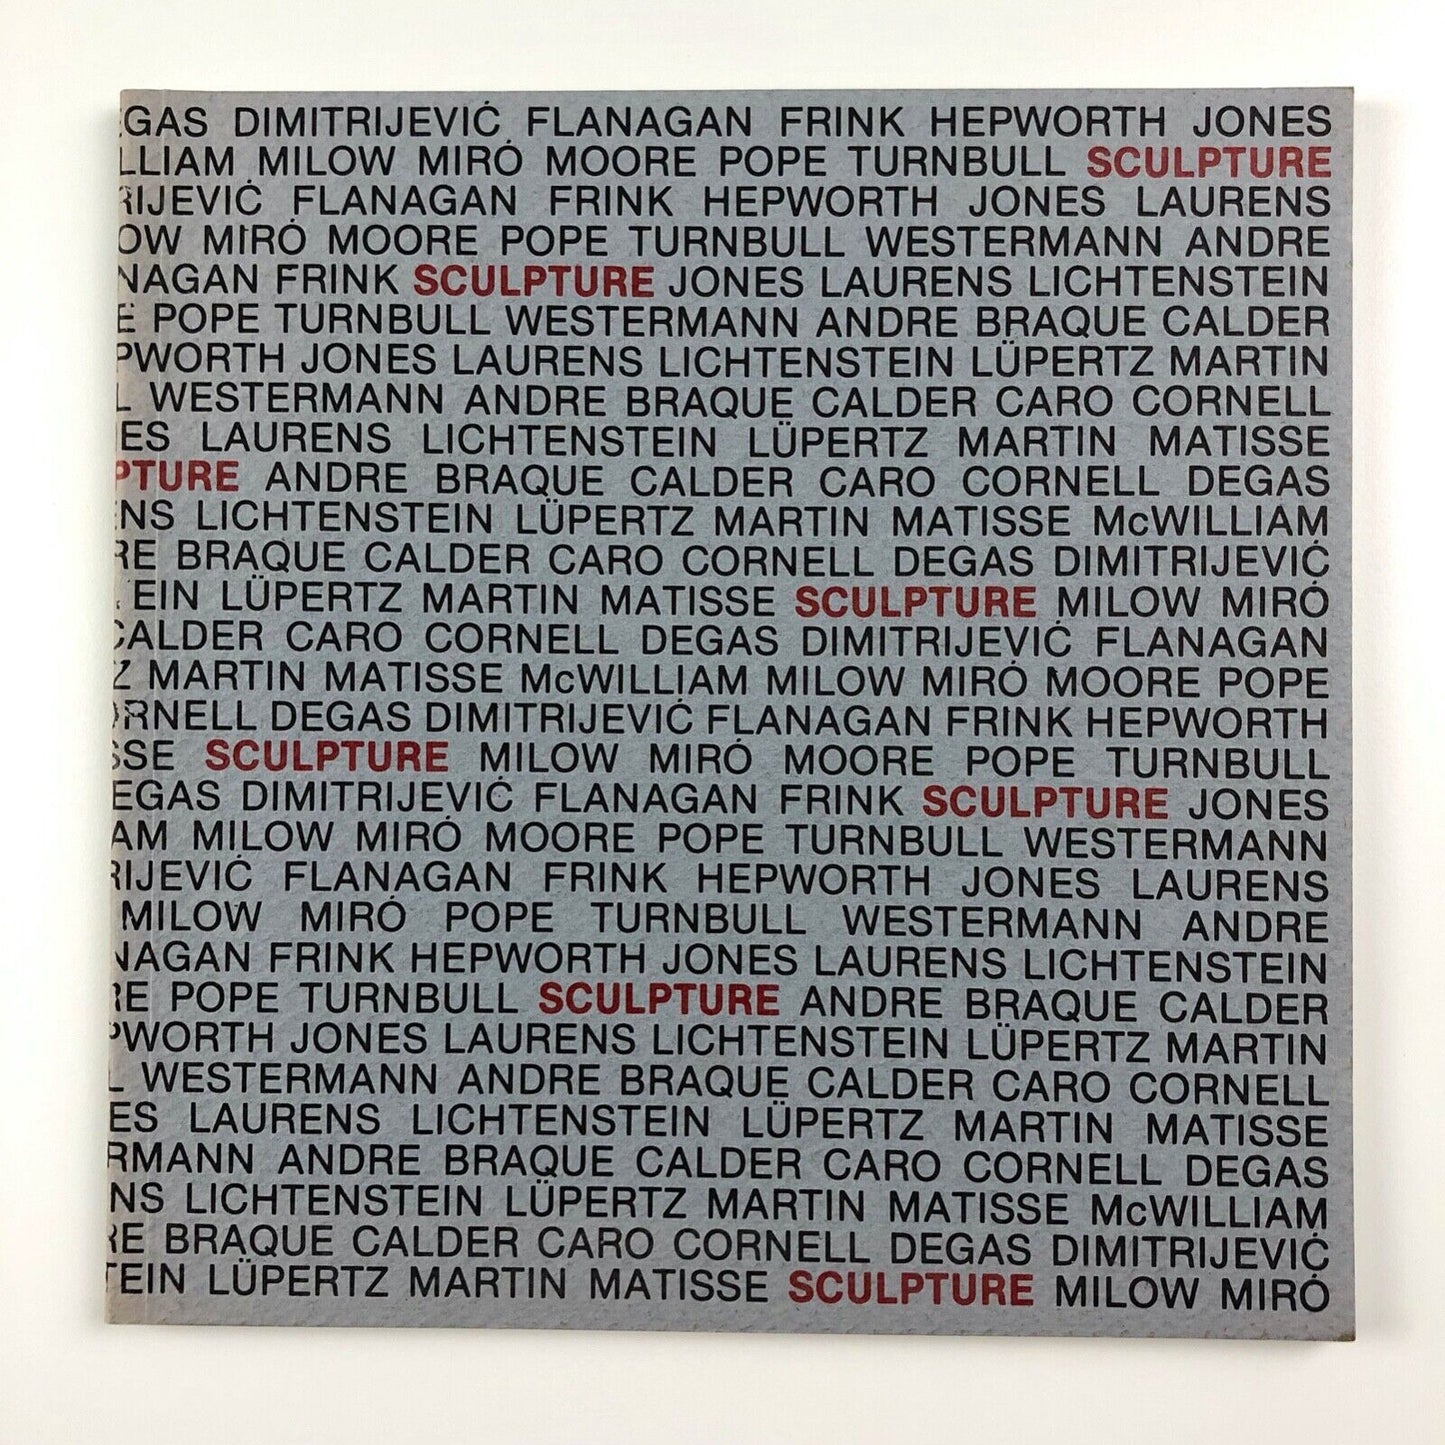 EGAS DIMITRIJEVIĆ FLANAGAN FRINK HEPWORTH JONES
LLIAM MILOW MIRÓ MOORE POPE TURNBULL SCULPTURE
RIJEVIĆ FLANAGAN FRINK HEPWORTH JONES LAURENS
OW MIRÓ MOORE POPE TURNBULL WESTERMANN ANDRE
NAGAN FRINK SCULPTURE JONES LAURENS LICHTENSTEIN
E POPE TURNBULL WESTERMANN ANDRE BRAQUE CALDER
PWORTH JONES LAURENS LICHTENSTEIN LÜPERTZ MARTIN
L WESTERMANN ANDRE BRAQUE CALDER CARO CORNELL
ES LAURENS LICHTENSTEIN LÜPERTZ MARTIN MATISSE
PTURE ANDRE BRAQUE CALDER CARO CORNELL DEGAS
ENS LICHTENSTEIN LÜPERTZ MARTIN MATISSE McWILLIAM
RE BRAQUE CALDER CARO CORNELL DEGAS DIMITRIJEVIĆ
EIN LÜPERTZ MARTIN MATISSE SCULPTURE MILOW MIRÓ
CALDER CARO CORNELL DEGAS DIMITRIJEVIĆ FLANAGAN
Z MARTIN MATISSE McWILLIAM MILOW MIRÓ MOORE POPE
ORNELL DEGAS DIMITRIJEVIĆ FLANAGAN FRINK HEPWORTH
SSE SCULPTURE MILOW MIRÓ MOORE POPE TURNBULL
EGAS DIMITRIJEVIĆ FLANAGAN FRINK SCULPTURE JONES
AM MILOW MIRÓ MOORE POPE TURNBULL WESTERMANN
RIJEVIĆ FLANAGAN FRINK HEPWORTH JONES LAURENS
MILOW MIRÓ POPE TURNBULL WESTERMANN ANDRE
NAGAN FRINK HEPWORTH JONES LAURENS LICHTENSTEIN
RE POPE TURNBULL SCULPTURE ANDRE BRAQUE CALDER
PWORTH JONES LAURENS LICHTENSTEIN LÜPERTZ MARTIN
L WESTERMANN ANDRE BRAQUE CALDER CARO CORNELL
ES LAURENS LICHTENSTEIN LÜPERTZ MARTIN MATISSE
RMANN ANDRE BRAQUE CALDER CARO CORNELL DEGAS
NS LICHTENSTEIN LÜPERTZ MARTIN MATISSE McWILLIAM
RE BRAQUE CALDER CARO CORNELL DEGAS DIMITRIJEVIĆ
TEIN LÜPERTZ MARTIN MATISSE SCULPTURE MILOW MIRÓ